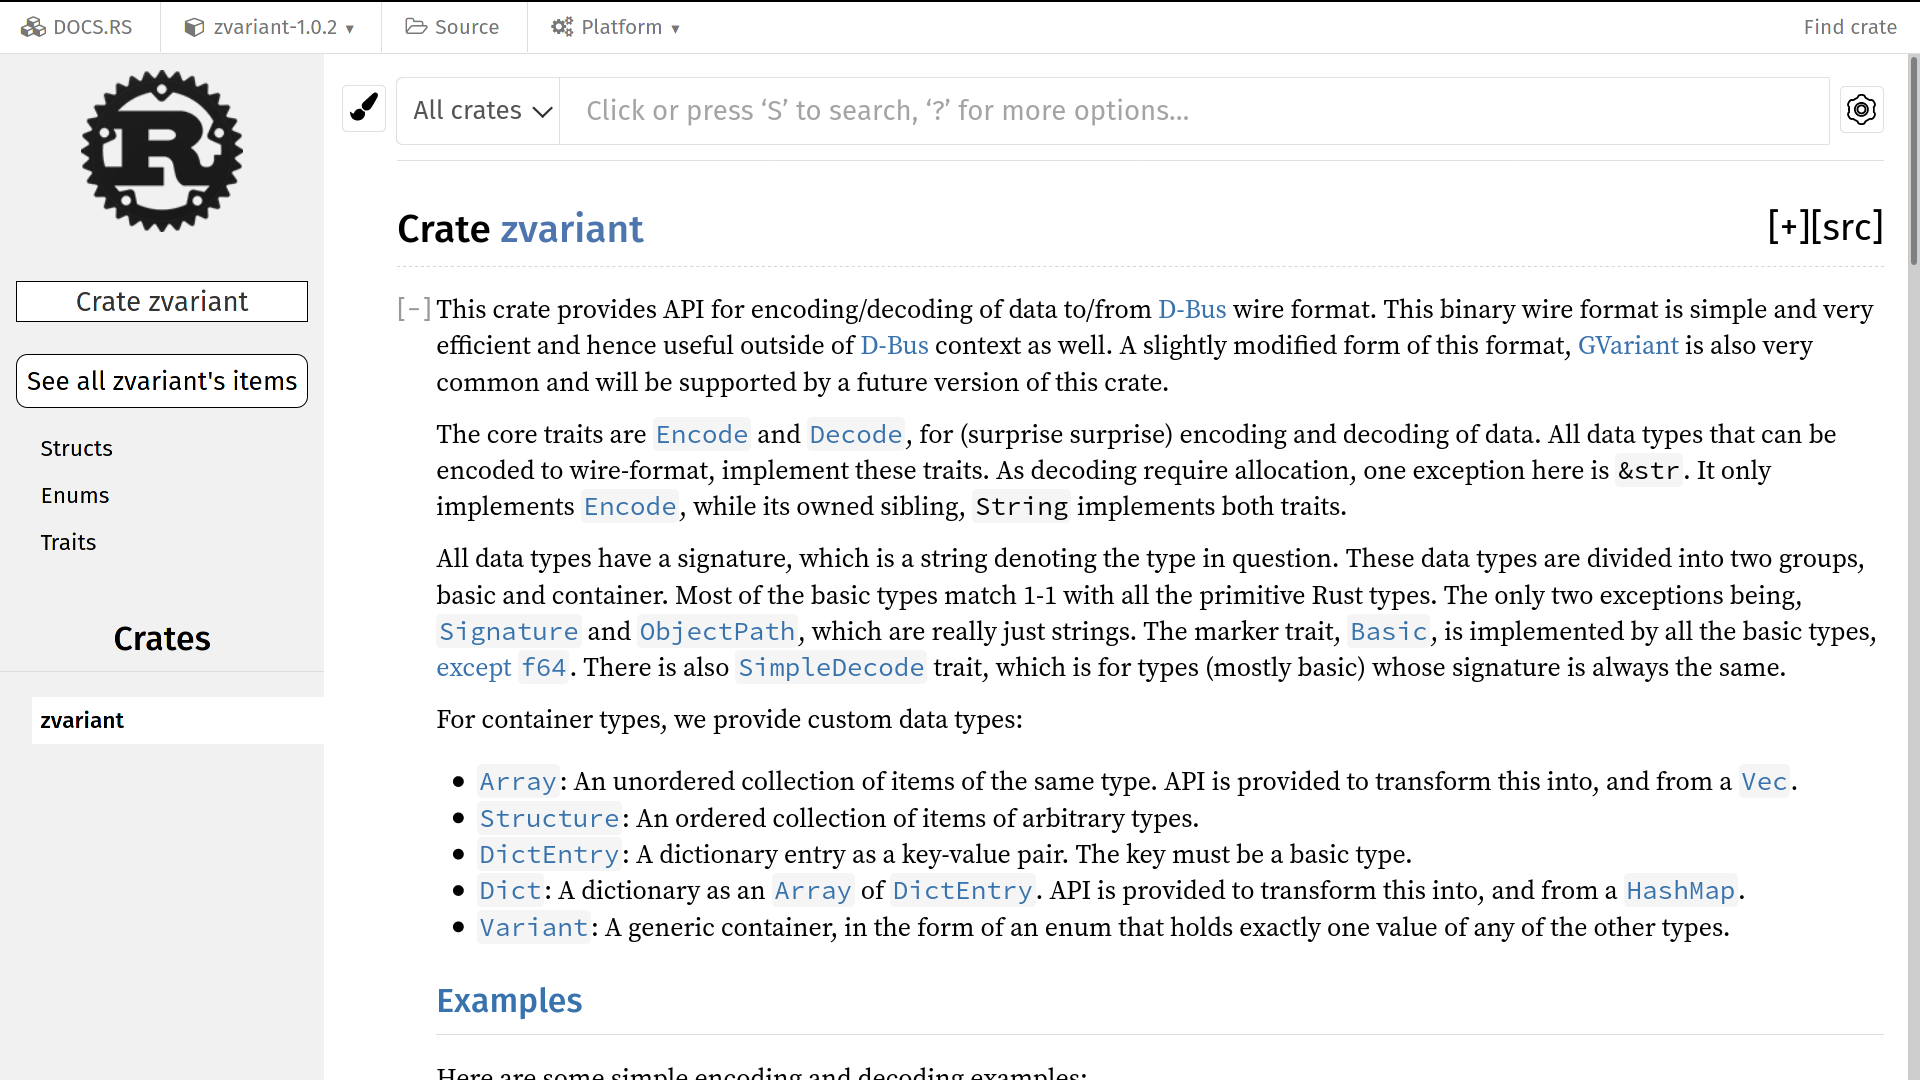 DOCS.RS zvariant-1.0.2 ▾ Source Platform ▾ Find crate
All crates Click or press ‘S’ to search, ‘?’ for more options…
R
Crate zvariant
See all zvariant's items
Structs
Enums
Traits
Crates
zvariant
Crate zvariant [+][src]
[−] This crate provides API for encoding/decoding of data to/from D-Bus wire format. This binary wire format is simple and very
efficient and hence useful outside of D-Bus context as well. A slightly modified form of this format, GVariant is also very
common and will be supported by a future version of this crate.
The core traits are Encode and Decode, for (surprise surprise) encoding and decoding of data. All data types that can be
encoded to wire-format, implement these traits. As decoding require allocation, one exception here is &str. It only
implements Encode, while its owned sibling, String implements both traits.
All data types have a signature, which is a string denoting the type in question. These data types are divided into two groups,
basic and container. Most of the basic types match 1-1 with all the primitive Rust types. The only two exceptions being,
Signature and ObjectPath, which are really just strings. The marker trait, Basic, is implemented by all the basic types,
except f64. There is also SimpleDecode trait, which is for types (mostly basic) whose signature is always the same.
For container types, we provide custom data types:
• Array: An unordered collection of items of the same type. API is provided to transform this into, and from a Vec.
• Structure: An ordered collection of items of arbitrary types.
• DictEntry: A dictionary entry as a key-value pair. The key must be a basic type.
• Dict: A dictionary as an Array of DictEntry. API is provided to transform this into, and from a HashMap.
• Variant: A generic container, in the form of an enum that holds exactly one value of any of the other types.
Examples
Here are some simple encoding and decoding examples: